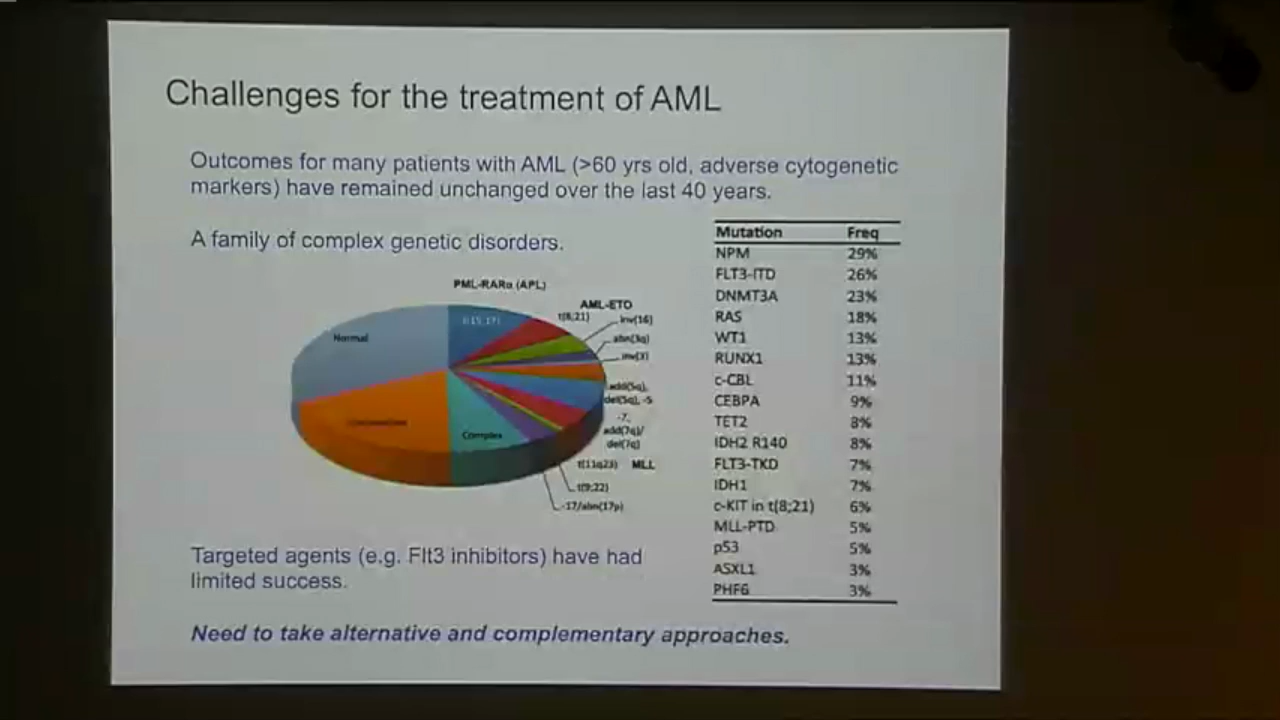 Challenges for the treatment of AML
Outcomes for many patients with AML (>60 yrs old, adverse cytogenetic
markers) have remained unchanged over the last 40 years.
A family of complex genetic disorders.
PML-RARα (APL)
AML-ETO
t(15;17)
t(8;21)
inv(16)
abn(3q)
inv(3)
add(5q),
del(5q), -5
-7,
add(7q)/
del(7q)
t(11q23) MLL
t(9;22)
-17/abn(17p)
Normal
Complex
Mutation Freq
NPM 29%
FLT3-ITD 26%
DNMT3A 23%
RAS 18%
WT1 13%
RUNX1 13%
c-CBL 11%
CEBPA 9%
TET2 8%
IDH2 R140 8%
FLT3-TKD 7%
IDH1 7%
c-KIT in t(8;21) 6%
MLL-PTD 5%
p53 5%
ASXL1 3%
PHF6 3%
Targeted agents (e.g. Flt3 inhibitors) have had
limited success.
Need to take alternative and complementary approaches.